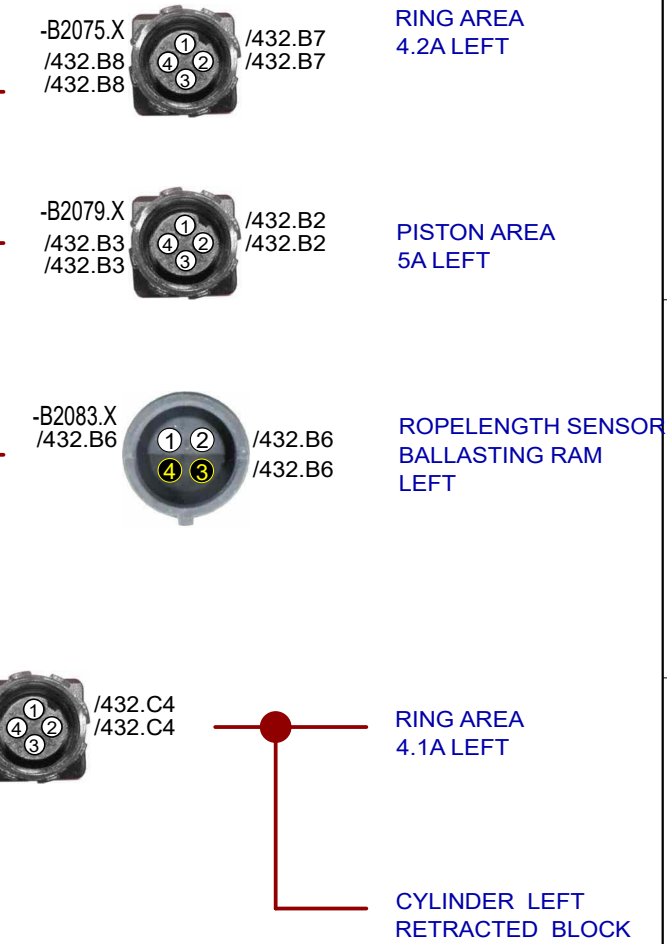 -B2075.X
/432.B8
/432.B8
1
4 2
3
/432.B7
/432.B7
RING AREA
4.2A LEFT
-B2079.X
/432.B3
/432.B3
1
4 2
3
/432.B2
/432.B2
PISTON AREA
5A LEFT
-B2083.X
/432.B6
1 2
4 3
/432.B6
/432.B6
ROPELENGTH SENSOR
BALLASTING RAM
LEFT
1
4 2
3
/432.C4
/432.C4
RING AREA
4.1A LEFT
CYLINDER LEFT
RETRACTED BLOCK